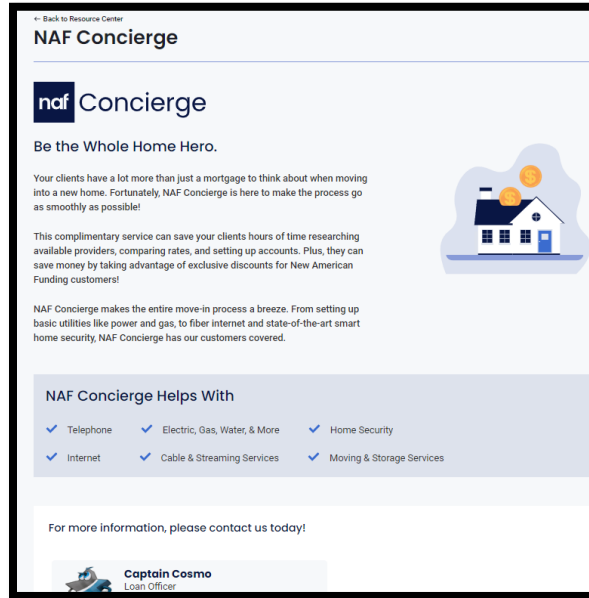 ← Back to Resource Center
NAF Concierge
naf Concierge
Be the Whole Home Hero.
Your clients have a lot more than just a mortgage to think about when moving
into a new home. Fortunately, NAF Concierge is here to make the process go
as smoothly as possible!
This complimentary service can save your clients hours of time researching
available providers, comparing rates, and setting up accounts. Plus, they can
save money by taking advantage of exclusive discounts for New American
Funding customers!
NAF Concierge makes the entire move-in process a breeze. From setting up
basic utilities like power and gas, to fiber internet and state-of-the-art smart
home security, NAF Concierge has our customers covered.
NAF Concierge Helps With
Telephone
Electric, Gas, Water, & More
Home Security
Internet
Cable & Streaming Services
Moving & Storage Services
For more information, please contact us today!
Captain Cosmo
Loan Officer